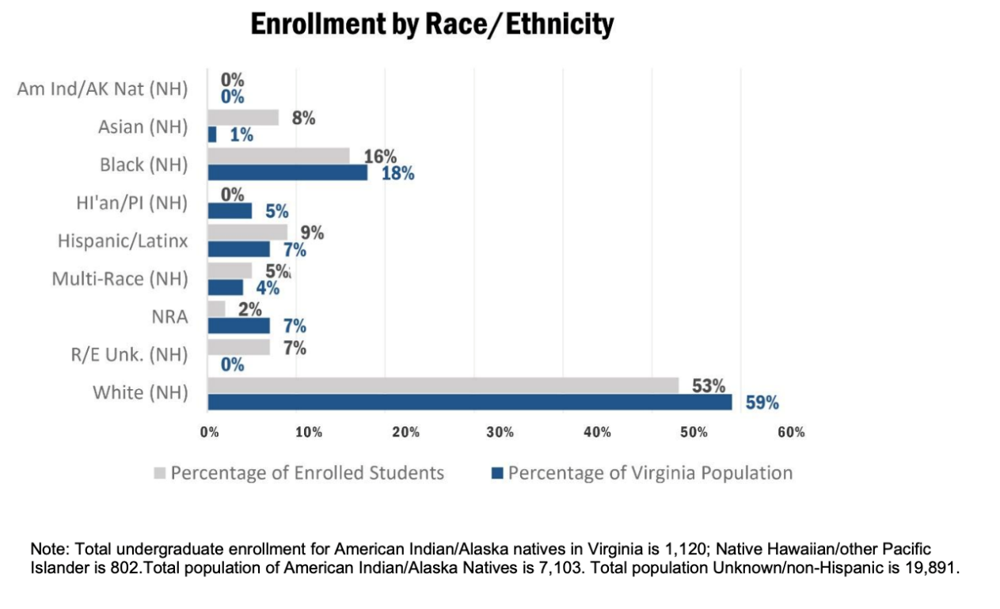 Enrollment by Race/Ethnicity
Am Ind/AK Nat (NH)
0%
0%
Asian (NH)
8%
1%
Black (NH)
16%
18%
HI'an/PI (NH)
0%
5%
Hispanic/Latinx
9%
7%
Multi-Race (NH)
5%
4%
NRA
2%
7%
R/E Unk. (NH)
7%
0%
White (NH)
53%
59%
0% 10% 20% 30% 40% 50% 60%
Percentage of Enrolled Students Percentage of Virginia Population
Note: Total undergraduate enrollment for American Indian/Alaska natives in Virginia is 1,120; Native Hawaiian/other Pacific
Islander is 802.Total population of American Indian/Alaska Natives is 7,103. Total population Unknown/non-Hispanic is 19,891.